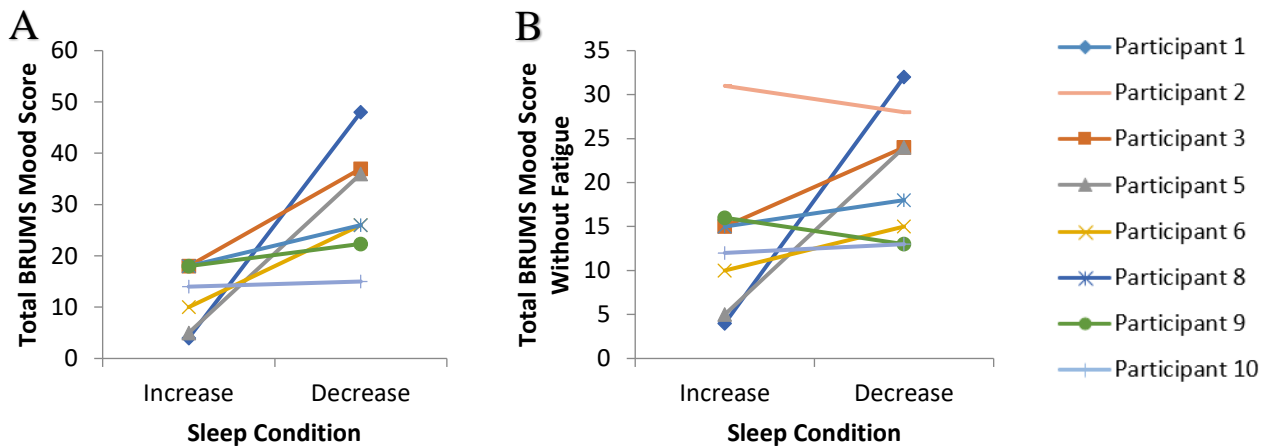 A
Total BRUMS Mood Score
60
50
40
30
20
10
0
Increase
Decrease
Sleep Condition
B
Total BRUMS Mood Score
Without Fatigue
35
30
25
20
15
10
5
0
Increase
Decrease
Sleep Condition
Participant 1
Participant 2
Participant 3
Participant 5
Participant 6
Participant 8
Participant 9
Participant 10